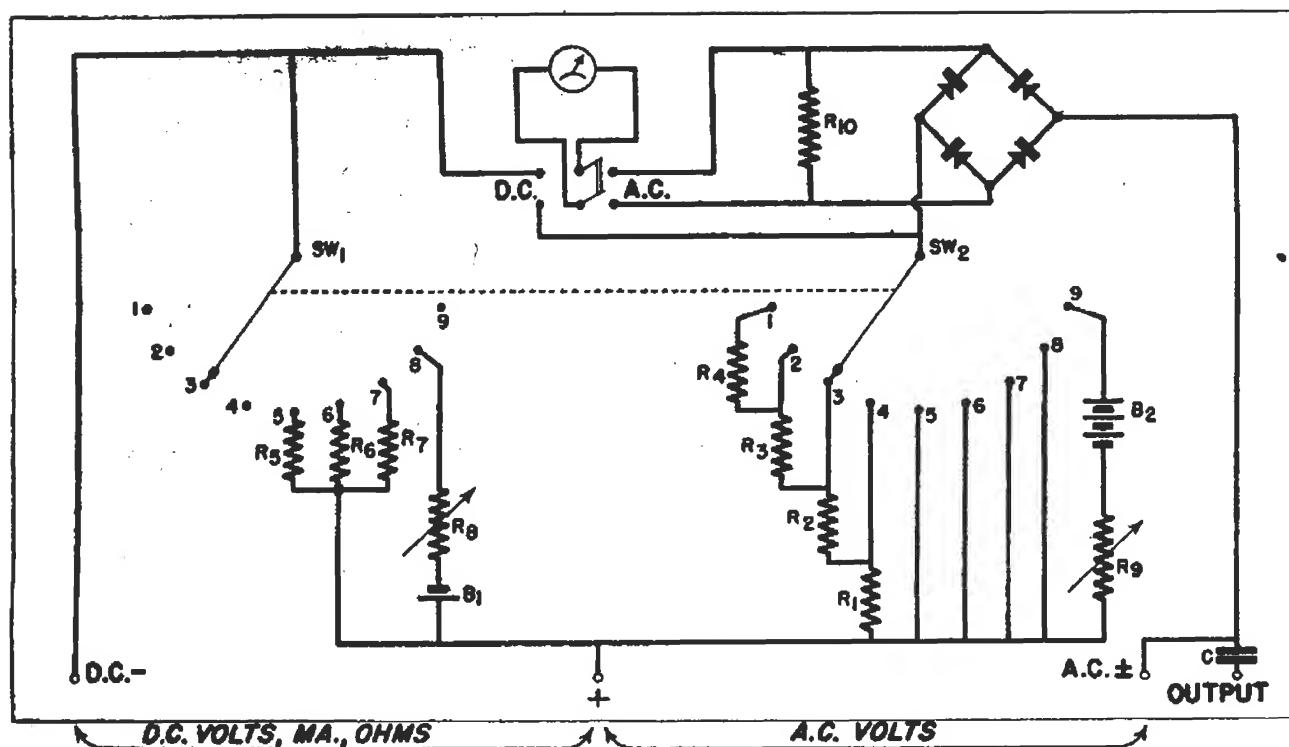 R10
D.C. A.C.
SW1
SW2
1
2
3
4
5
6
7
8
9
R5
R6
R7
R8
B1
1
2
3
4
5
6
7
8
9
R4
R3
R2
R1
B2
R9
D.C.-
+
A.C. ±
C
OUTPUT
D.C. VOLTS, MA., OHMS
A.C. VOLTS